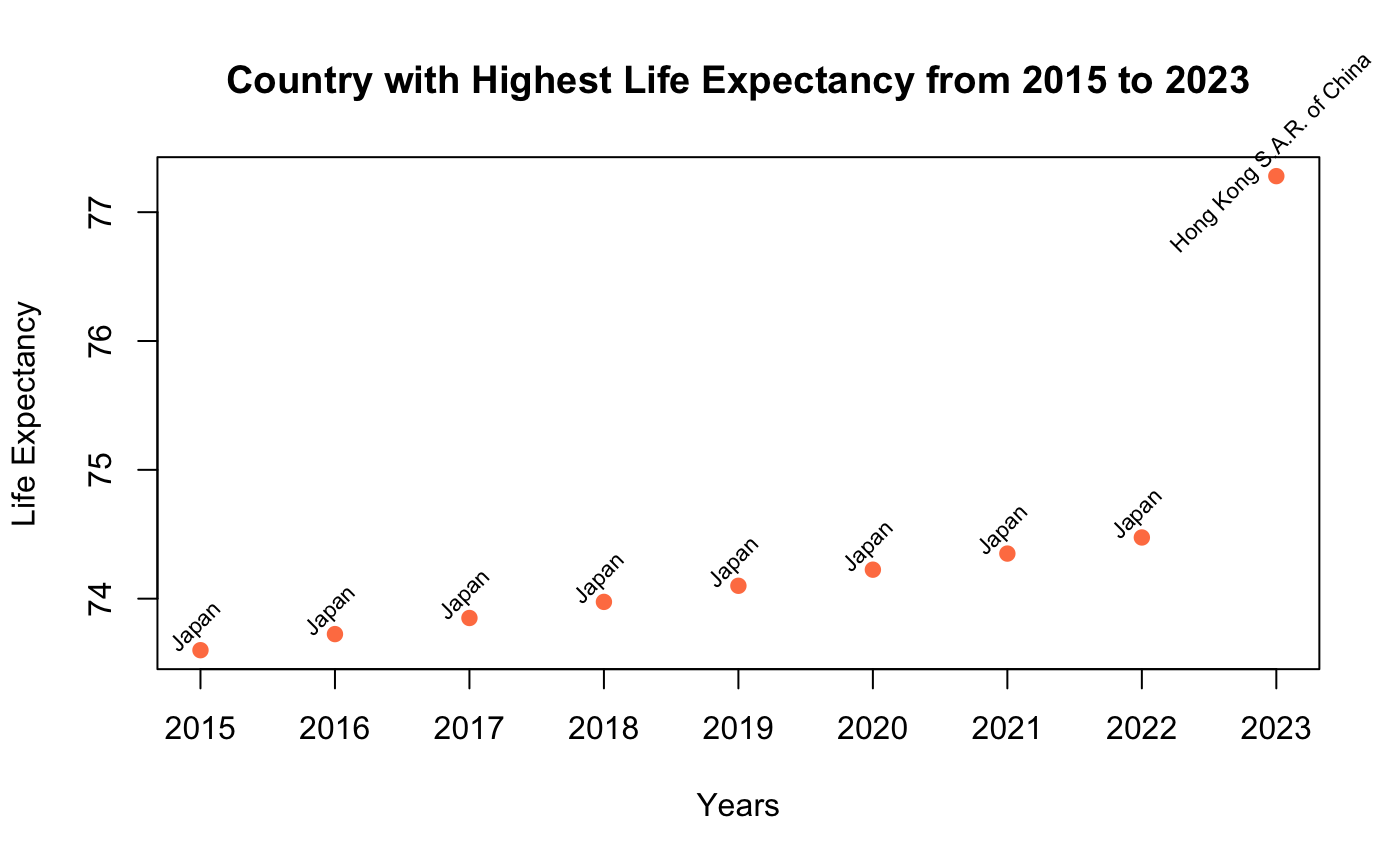 Country with Highest Life Expectancy from 2015 to 2023
Hong Kong S.A.R. of China
77
76
75
74
Life Expectancy
Japan
Japan
Japan
Japan
Japan
Japan
Japan
Japan
2015
2016
2017
2018
2019
2020
2021
2022
2023
Years